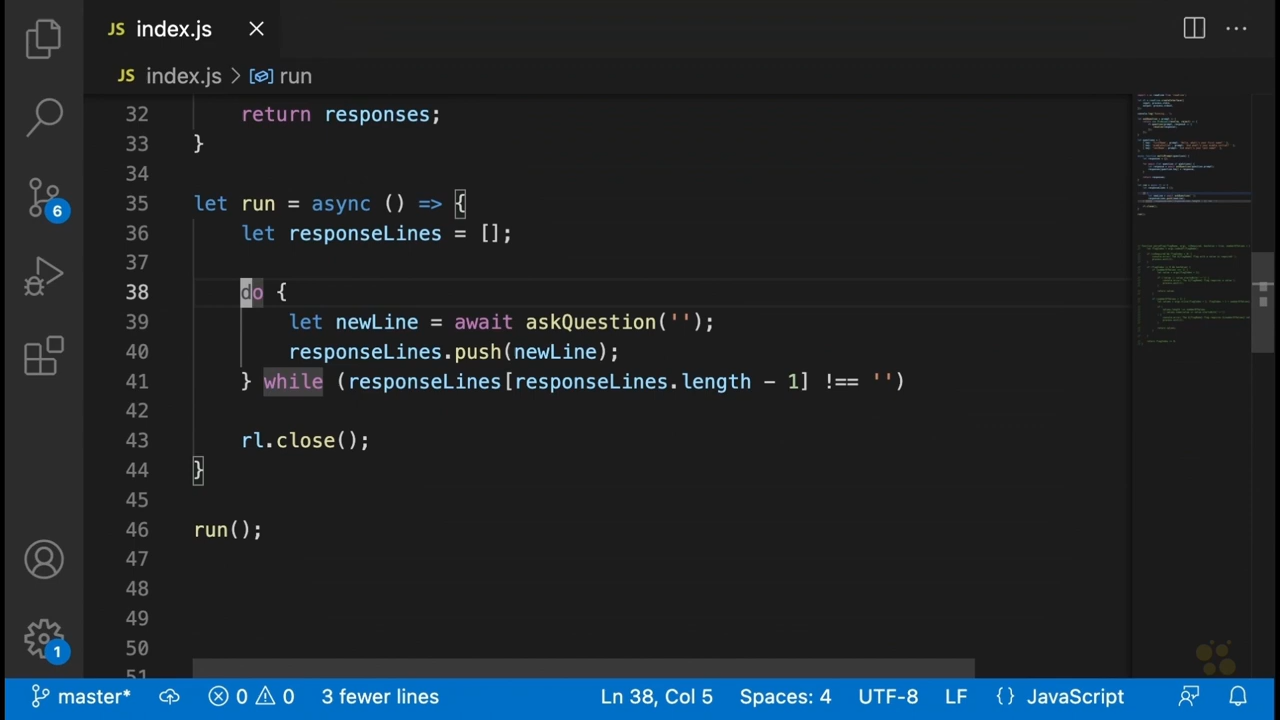 JS index.js
JS index.js > run
32 return responses;
33 }
34
35 let run = async () => {
36 let responseLines = [];
37
38 do {
39 let newLine = await askQuestion('');
40 responseLines.push(newLine);
41 } while (responseLines[responseLines.length - 1] !== '')
42
43 rl.close();
44 }
45
46 run();
47
48
49
50
51
6
1
master* 0 0 3 fewer lines Ln 38, Col 5 Spaces: 4 UTF-8 LF {} JavaScript